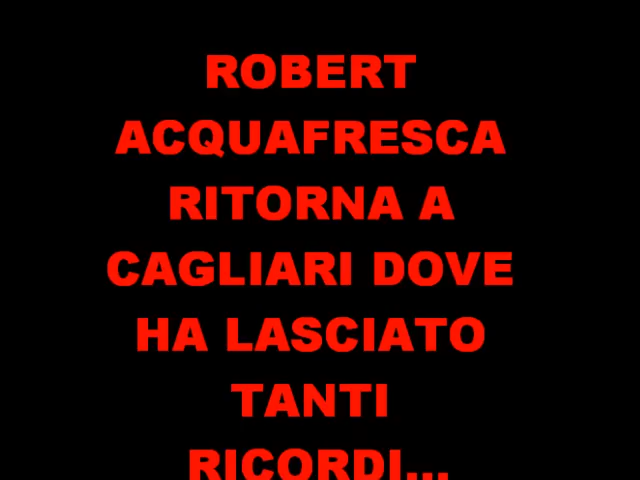 ROBERT
ACQUAFRESCA
RITORNA A
CAGLIARI DOVE
HA LASCIATO
TANTI
RICORDI...